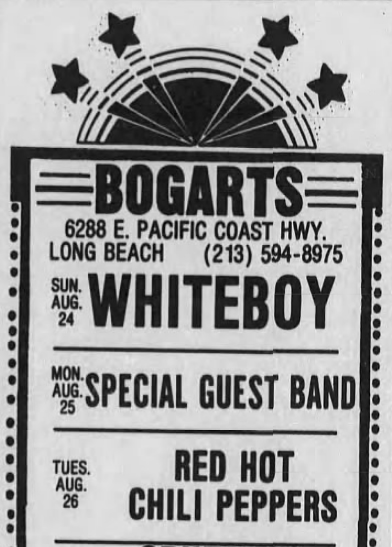 BOGARTS
6288 E. PACIFIC COAST HWY.
LONG BEACH (213) 594-8975
SUN. AUG. 24 WHITEBOY
MON. AUG. 25 SPECIAL GUEST BAND
TUES. AUG. 26 RED HOT
CHILI PEPPERS